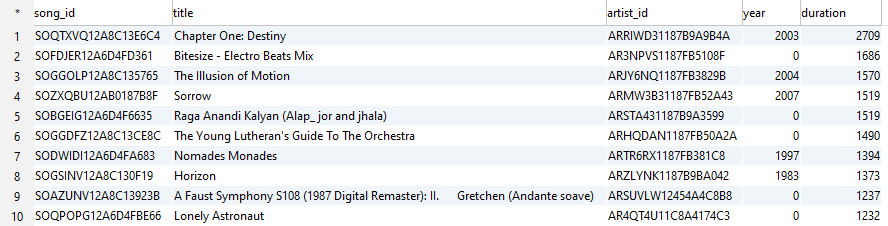 * song_id title artist_id year duration
1 SOQTXVQ12A8C13E6C4 Chapter One: Destiny ARRIWD31187B9A9B4A 2003 2709
2 SOFDJER12A6D4FD361 Bitesize - Electro Beats Mix AR3NPVS1187FB5108F 0 1686
3 SOGGOLP12A8C135765 The Illusion of Motion ARJY6NQ1187FB3829B 2004 1570
4 SOZXQBU12AB0187B8F Sorrow ARMW3B31187FB52A43 2007 1519
5 SOBGEIG12A6D4F6635 Raga Anandi Kalyan (Alap_ jor and jhala) ARSTA431187B9A3599 0 1519
6 SOGGDFZ12A8C13CE8C The Young Lutheran's Guide To The Orchestra ARHQDAN1187FB50A2A 0 1490
7 SODWIDI12A6D4FA683 Nomades Monades ARTR6RX1187FB381C8 1997 1394
8 SOGSINV12A8C130F19 Horizon ARZLYNK1187B9BA042 1983 1373
9 SOAZUNV12A8C13923B A Faust Symphony S108 (1987 Digital Remaster): II. Gretchen (Andante soave) ARSUVLW12454A4C8B8 0 1237
10 SOQPOPG12A6D4FBE66 Lonely Astronaut AR4QT4U11C8A4174C3 0 1232